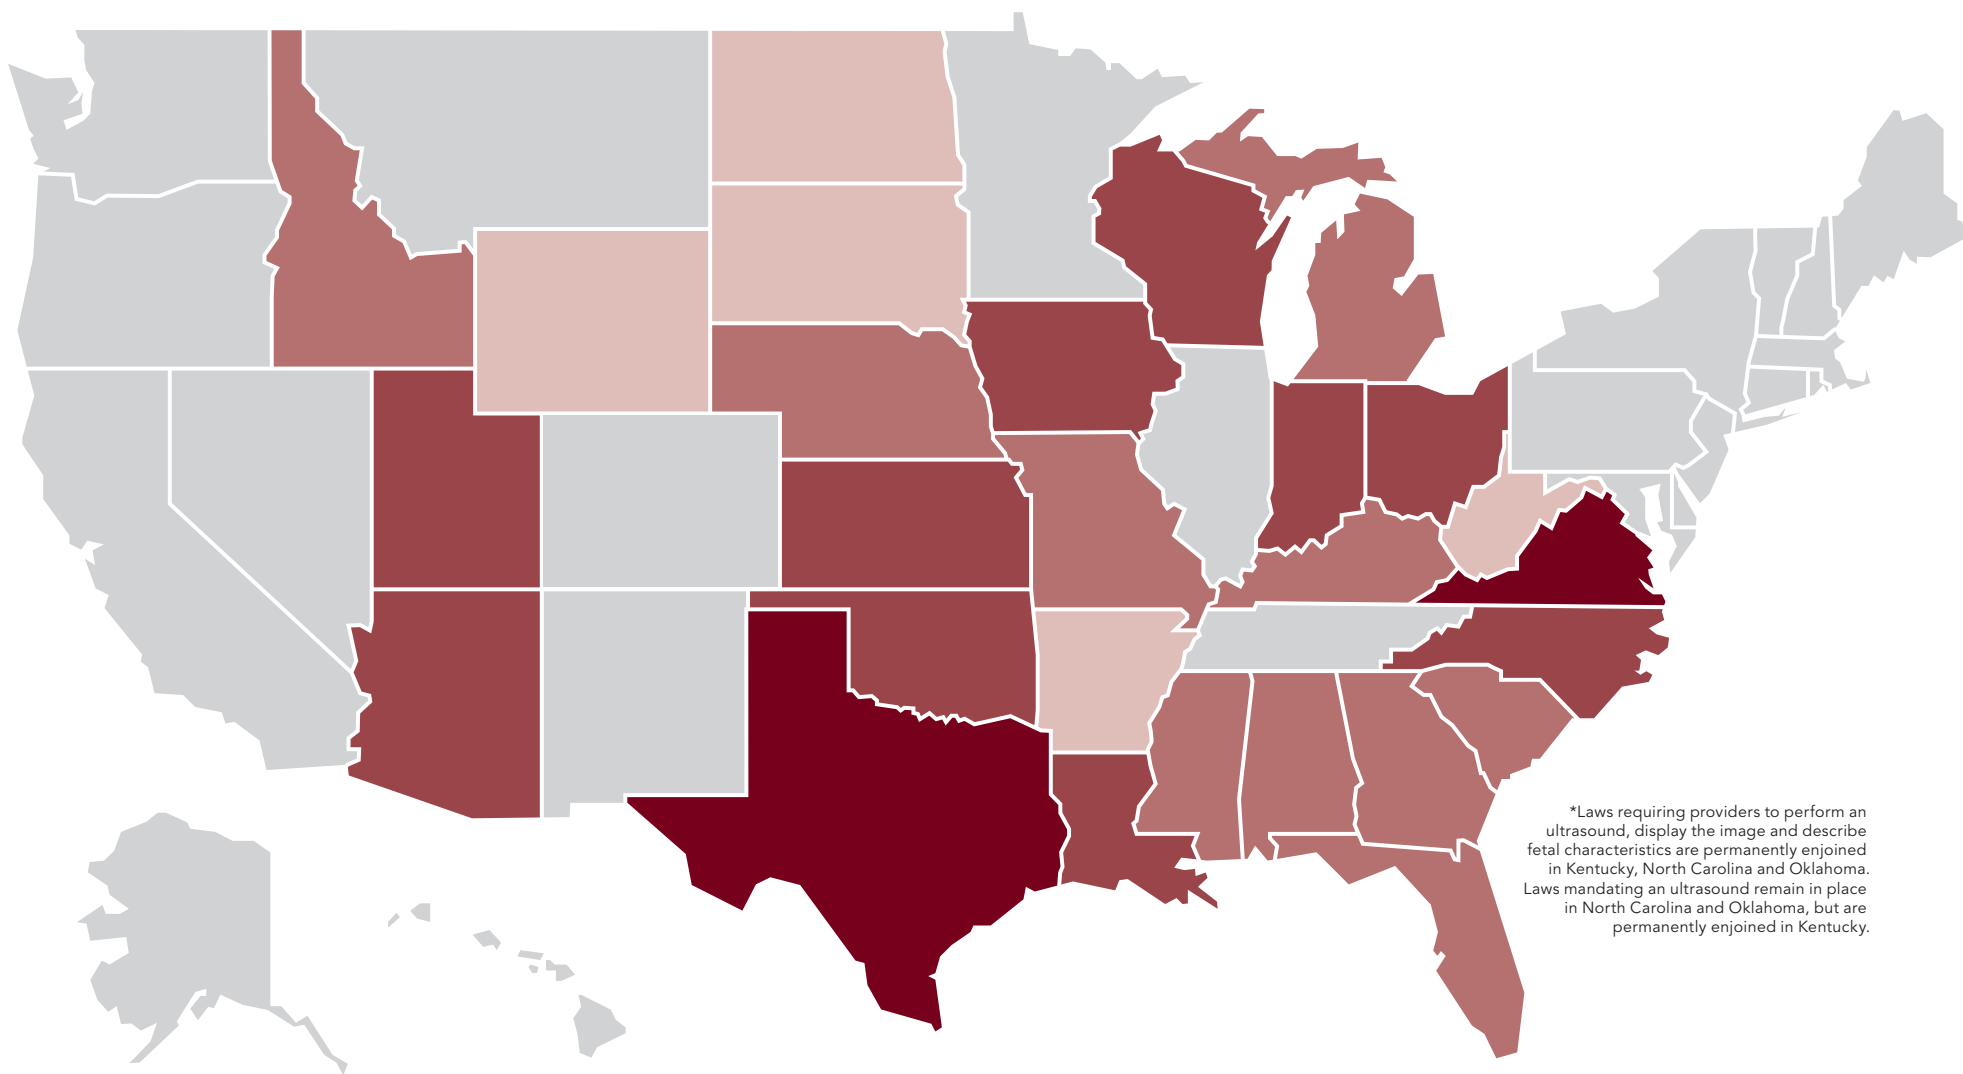 *Laws requiring providers to perform an
ultrasound, display the image and describe
fetal characteristics are permanently enjoined
in Kentucky, North Carolina and Oklahoma.
Laws mandating an ultrasound remain in place
in North Carolina and Oklahoma, but are
permanently enjoined in Kentucky.